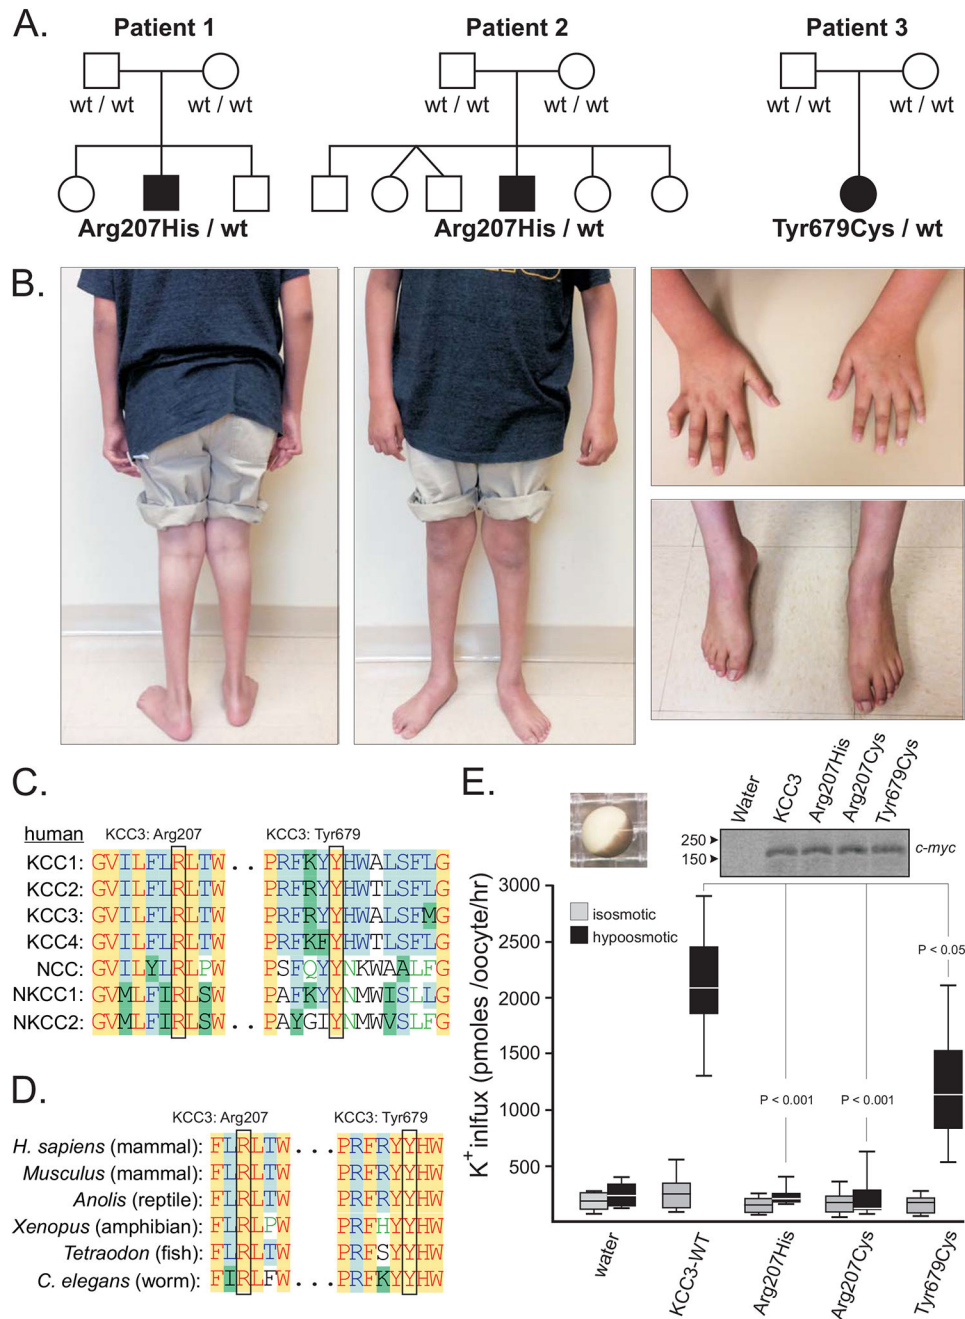 A.
Patient 1
Patient 2
Patient 3
wt / wt
wt / wt
wt / wt
wt / wt
wt / wt
wt / wt
Arg207His / wt
Arg207His / wt
Tyr679Cys / wt
B.
C.
human
KCC3: Arg207
KCC3: Tyr679
KCC1: GVILFLRLTW . . PRFKYYHWALSFLG
KCC2: GVILFLRLTW PRFRYYHWTLSFLG
KCC3: GVILFLRLTW PRFRYYHWALSFMG
KCC4: GVILFLRLTW PRFKFYHWTLSFLG
NCC: GVILYLRLPW PSFQYYNKWAALFG
NKCC1: GVMLFIRLSW PAFKYYNMWISLLG
NKCC2: GVMLFIRLSW . . PAYGIYNMWVSLFG
D.
KCC3: Arg207
KCC3: Tyr679
H. sapiens (mammal): FLRLTW . . . PRFRYYHW
Musculus (mammal): FLRLTW PRFRYYHW
Anolis (reptile): FLRLTW PRFRYYHW
Xenopus (amphibian): FLRLPW PRFHYYHW
Tetraodon (fish): FLRLTW PRFSYYHW
C. elegans (worm): FIRLFW . . . PRFKYYHW
E.
Water
KCC3
Arg207His
Arg207Cys
Tyr679Cys
250
150
c-myc
K+ inlfux (pmoles /oocyte/hr)
3000
2500
2000
1500
1000
500
isosmotic
hypoosmotic
P < 0.001
P < 0.001
P < 0.05
water
KCC3-WT
Arg207His
Arg207Cys
Tyr679Cys